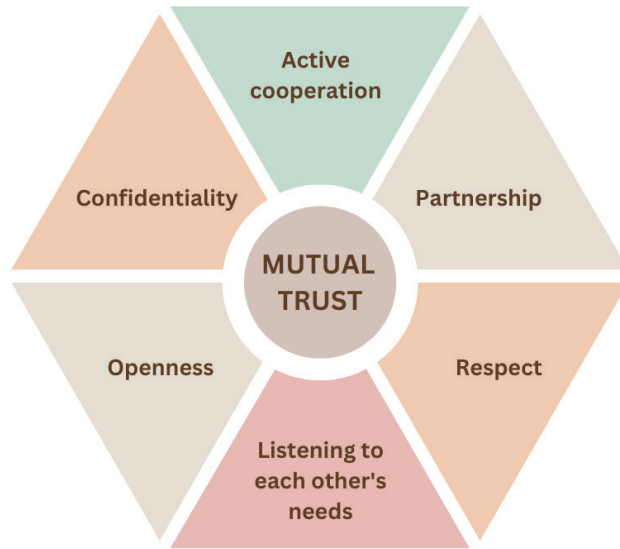 Active
cooperation
Confidentiality
Partnership
MUTUAL
TRUST
Openness
Respect
Listening to
each other's
needs